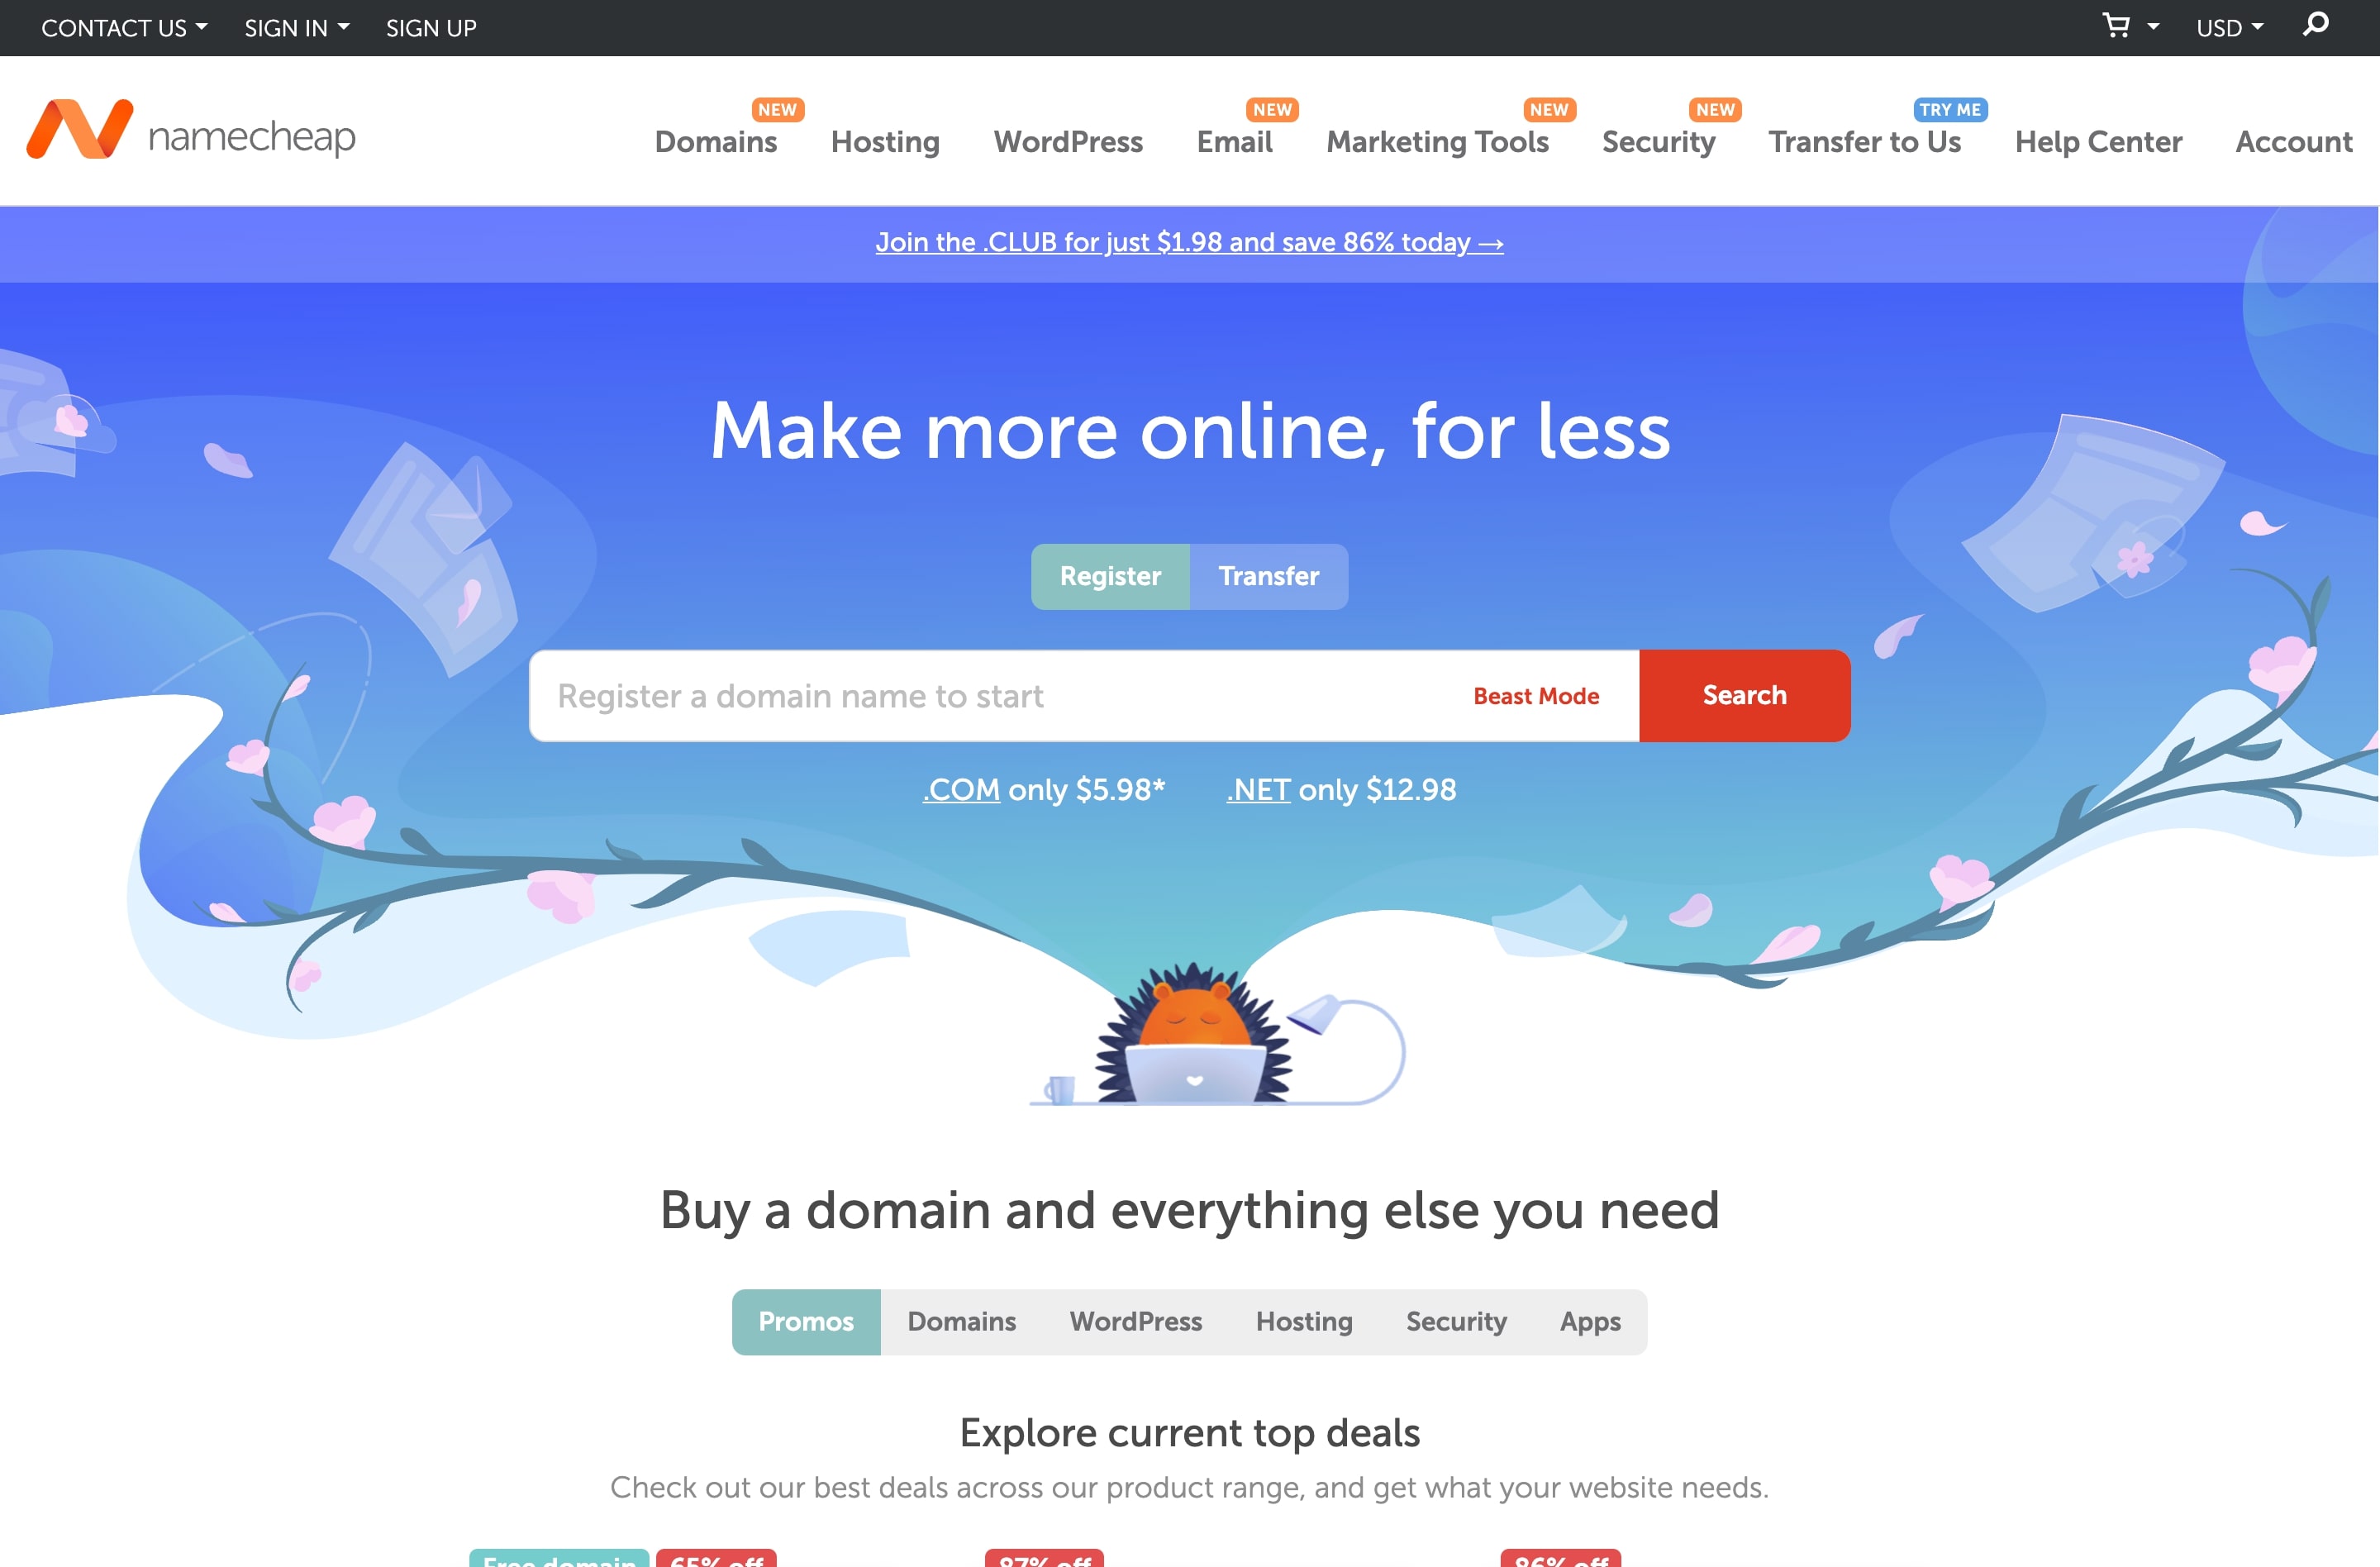 CONTACT US
SIGN IN
SIGN UP
USD
namecheap
NEW
Domains
Hosting
WordPress
NEW
Email
NEW
Marketing Tools
NEW
Security
TRY ME
Transfer to Us
Help Center
Account
Join the .CLUB for just $1.98 and save 86% today →
Make more online, for less
Register
Transfer
Register a domain name to start
Beast Mode
Search
.COM only $5.98*
.NET only $12.98
Buy a domain and everything else you need
Promos
Domains
WordPress
Hosting
Security
Apps
Explore current top deals
Check out our best deals across our product range, and get what your website needs.
Free domain
65% off
87% off
86% off